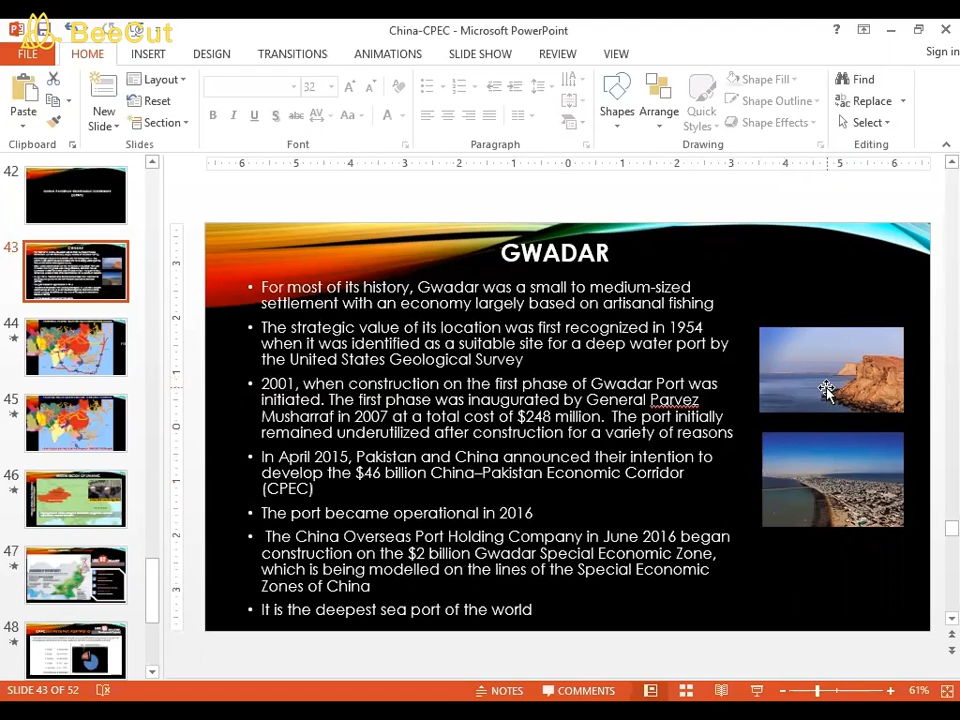 BeeCut
China-CPEC - Microsoft PowerPoint
FILE HOME INSERT DESIGN TRANSITIONS ANIMATIONS SLIDE SHOW REVIEW VIEW Sign in
Paste
New Slide
Layout
Reset
Section
32
Shapes Arrange Quick Styles
Shape Fill
Shape Outline
Shape Effects
Find
Replace
Select
Clipboard Slides Font Paragraph Drawing Editing
42
43
44
45
46
47
48
GWADAR
• For most of its history, Gwadar was a small to medium-sized
settlement with an economy largely based on artisanal fishing
• The strategic value of its location was first recognized in 1954
when it was identified as a suitable site for a deep water port by
the United States Geological Survey
• 2001, when construction on the first phase of Gwadar Port was
initiated. The first phase was inaugurated by General Parvez
Musharraf in 2007 at a total cost of $248 million. The port initially
remained underutilized after construction for a variety of reasons
• In April 2015, Pakistan and China announced their intention to
develop the $46 billion China–Pakistan Economic Corridor
(CPEC)
• The port became operational in 2016
• The China Overseas Port Holding Company in June 2016 began
construction on the $2 billion Gwadar Special Economic Zone,
which is being modelled on the lines of the Special Economic
Zones of China
• It is the deepest sea port of the world
SLIDE 43 OF 52 NOTES COMMENTS 61%